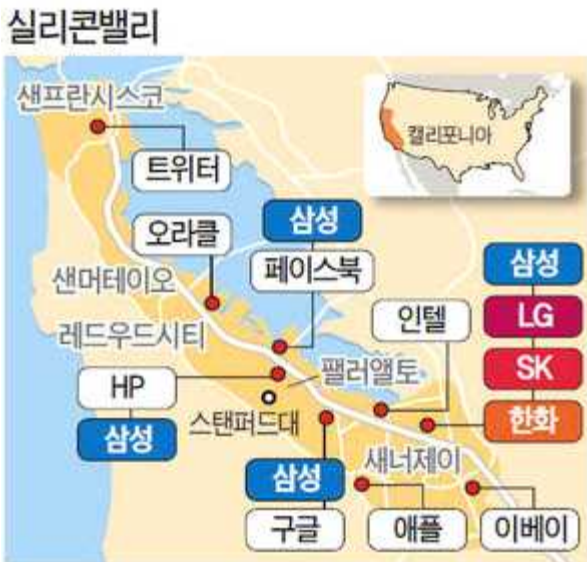 실리콘밸리
샌프란시스코
캘리포니아
트위터
오라클
삼성
페이스북
삼성
LG
SK
한화
샌머테이오
인텔
레드우드시티
팰러앨토
HP
삼성
스탠퍼드대
새너제이
삼성
구글
애플
이베이